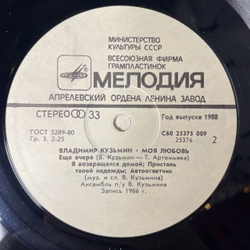 МИНИСТЕРСТВО
КУЛЬТУРЫ СССР
ВСЕСОЮЗНАЯ ФИРМА
ГРАМПЛАСТИНОК
МЕЛОДИЯ
АПРЕЛЕВСКИЙ ОРДЕНА ЛЕНИНА ЗАВОД
СТЕРЕО 33 Год выпуска 1988
ГОСТ 5289-80 С60 25375 009
Гр. 3. 2-25 25376 2
ВЛАДИМИР КУЗЬМИН - МОЯ ЛЮБОВЬ
Еще вчера (В. Кузьмин — Т. Артемьева)
Я возвращаюсь домой; Пристань
твоей надежды; Автоответчик
(муз. и сл. В. Кузьмина)
Ансамбль п/у В. Кузьмина
Запись 1986 г.